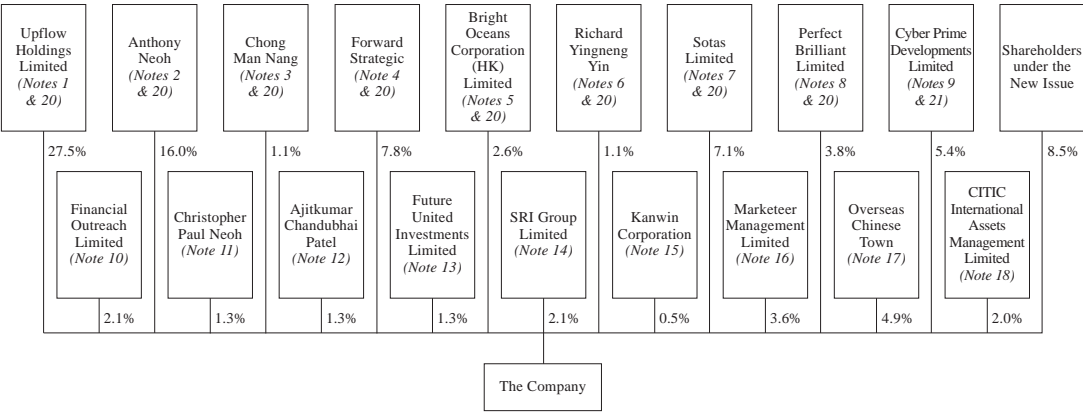 Upflow
Holdings
Limited
(Notes 1
& 20)
Anthony
Neoh
(Notes 2
& 20)
Chong
Man Nang
(Notes 3
& 20)
Forward
Strategic
(Note 4
& 20)
Bright
Oceans
Corporation
(HK)
Limited
(Notes 5
& 20)
Richard
Yingneng
Yin
(Notes 6
& 20)
Sotas
Limited
(Notes 7
& 20)
Perfect
Brilliant
Limited
(Notes 8
& 20)
Cyber Prime
Developments
Limited
(Notes 9
& 21)
Shareholders
under the
New Issue
27.5%
16.0%
1.1%
7.8%
2.6%
1.1%
7.1%
3.8%
5.4%
8.5%
Financial
Outreach
Limited
(Note 10)
Christopher
Paul Neoh
(Note 11)
Ajitkumar
Chandubhai
Patel
(Note 12)
Future
United
Investments
Limited
(Note 13)
SRI Group
Limited
(Note 14)
Kanwin
Corporation
(Note 15)
Marketeer
Management
Limited
(Note 16)
Overseas
Chinese
Town
(Note 17)
CITIC
International
Assets
Management
Limited
(Note 18)
2.1%
1.3%
1.3%
1.3%
2.1%
0.5%
3.6%
4.9%
2.0%
The Company